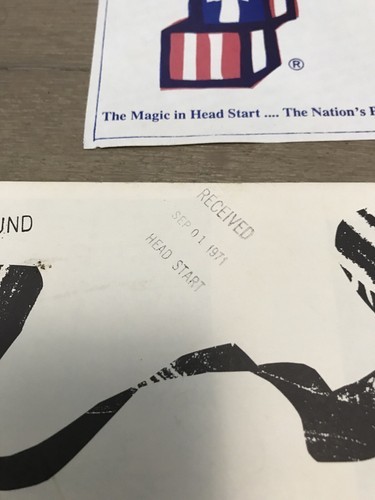 ®
The Magic in Head Start .... The Nation's
UND
RECEIVED
SEP 01 1971
HEAD START